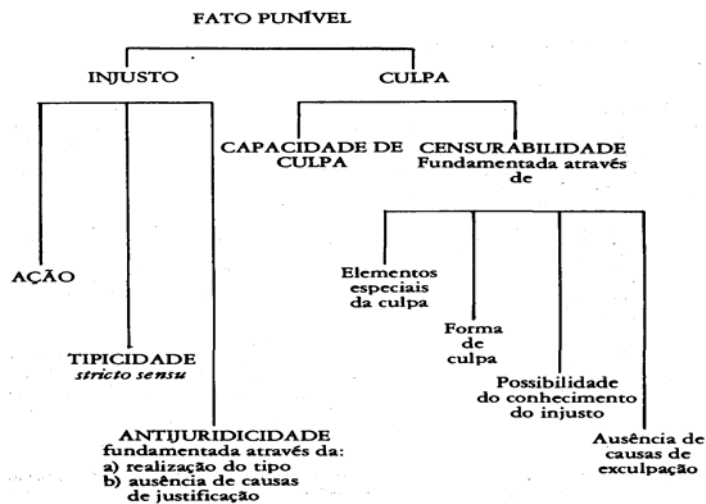 FATO PUNÍVEL
INJUSTO
CULPA
CAPACIDADE DE
CULPA
CENSURABILIDADE
Fundamentada através
de
AÇÃO
Elementos
especiais
da culpa
Forma
de
culpa
TIPICIDADE
stricto sensu
Possibilidade
do conhecimento
do injusto
ANTIJURIDICIDADE
fundamentada através da:
a) realização do tipo
b) ausência de causas
de justificação
Ausência de
causas de
exculpação